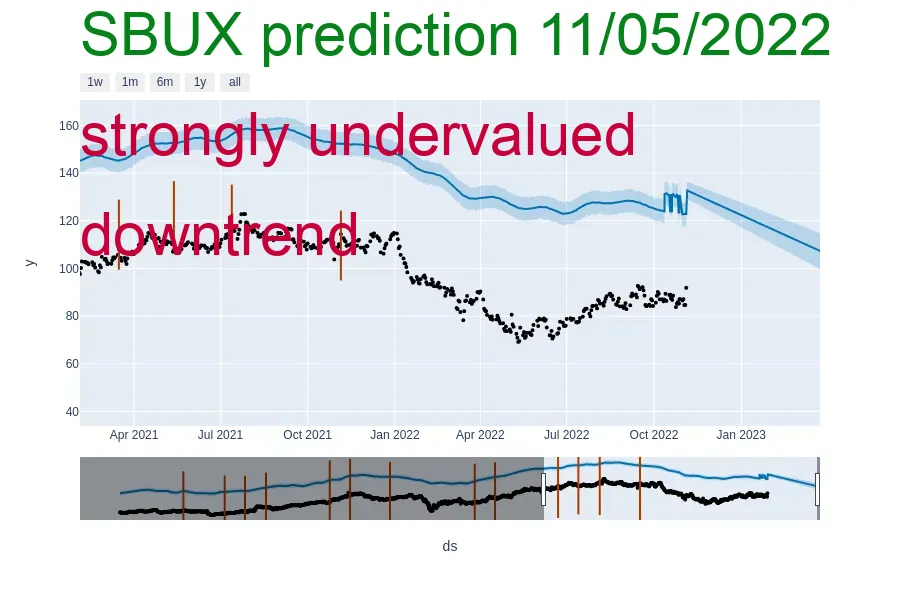 SBUX prediction 11/05/2022
1w 1m 6m 1y all
strongly undervalued
downtrend
160
140
120
100
80
60
40
y
Apr 2021 Jul 2021 Oct 2021 Jan 2022 Apr 2022 Jul 2022 Oct 2022 Jan 2023
ds